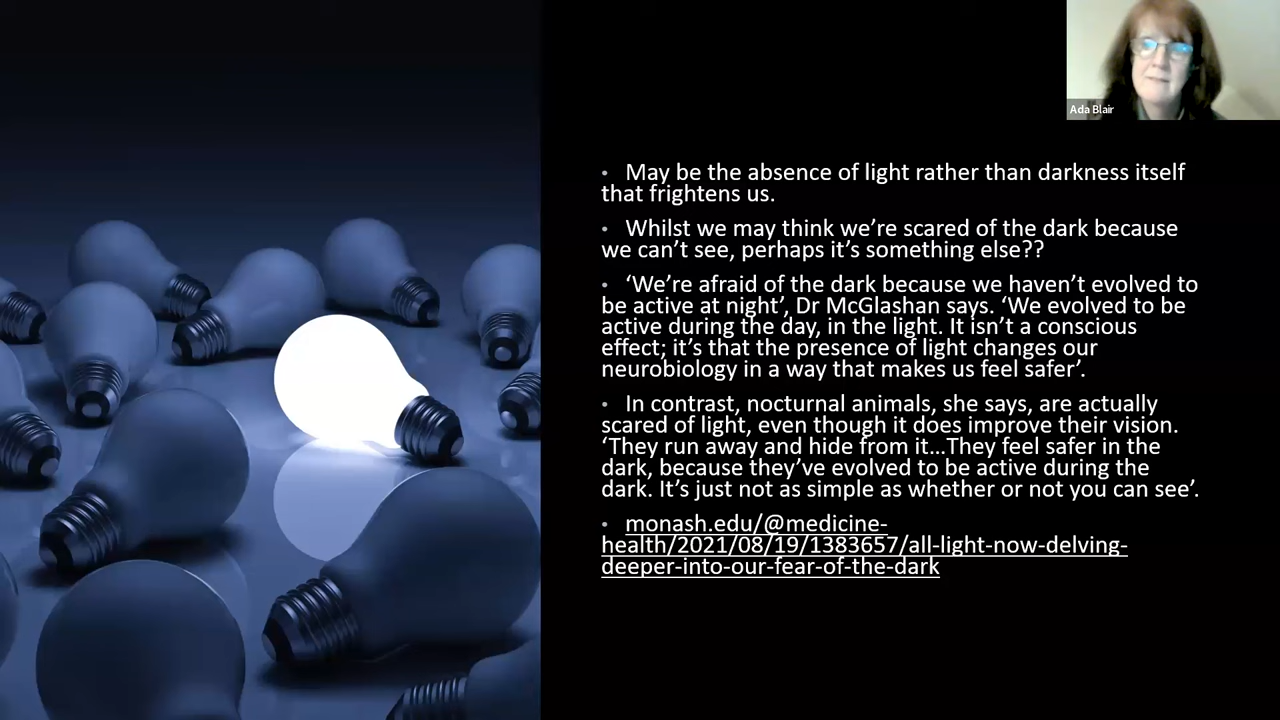 Ada Blair
• May be the absence of light rather than darkness itself
that frightens us.
• Whilst we may think we’re scared of the dark because
we can’t see, perhaps it’s something else??
• ‘We’re afraid of the dark because we haven’t evolved to
be active at night’, Dr McGlashan says. ‘We evolved to be
active during the day, in the light. It isn’t a conscious
effect; it’s that the presence of light changes our
neurobiology in a way that makes us feel safer’.
• In contrast, nocturnal animals, she says, are actually
scared of light, even though it does improve their vision.
‘They run away and hide from it…They feel safer in the
dark, because they’ve evolved to be active during the
dark. It’s just not as simple as whether or not you can see’.
• monash.edu/@medicine-
health/2021/08/19/1383657/all-light-now-delving-
deeper-into-our-fear-of-the-dark